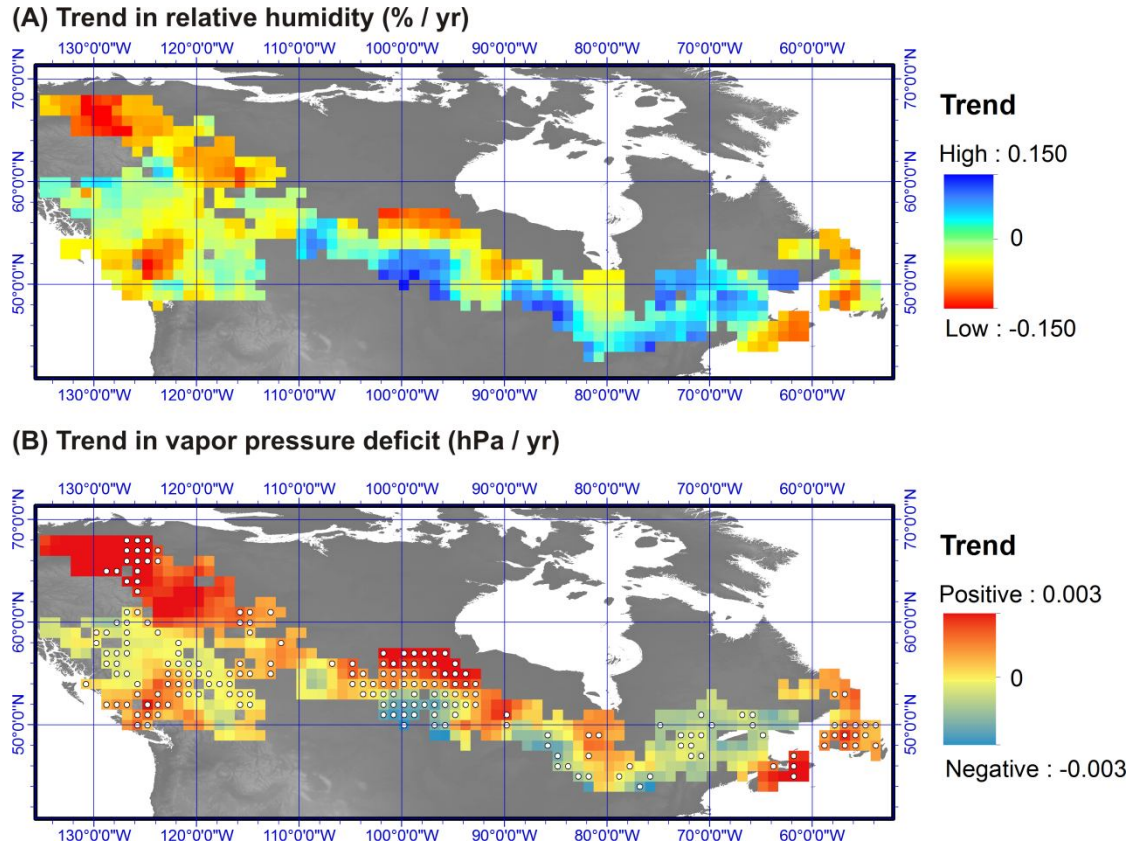 (A) Trend in relative humidity (% / yr)
130°0'0"W 120°0'0"W 110°0'0"W 100°0'0"W 90°0'0"W 80°0'0"W 70°0'0"W 60°0'0"W
70°0'0"N 70°0'0"N
60°0'0"N 60°0'0"N
50°0'0"N 50°0'0"N
130°0'0"W 120°0'0"W 110°0'0"W 100°0'0"W 90°0'0"W 80°0'0"W 70°0'0"W 60°0'0"W
Trend
High : 0.150
0
Low : -0.150
(B) Trend in vapor pressure deficit (hPa / yr)
130°0'0"W 120°0'0"W 110°0'0"W 100°0'0"W 90°0'0"W 80°0'0"W 70°0'0"W 60°0'0"W
70°0'0"N 70°0'0"N
60°0'0"N 60°0'0"N
50°0'0"N 50°0'0"N
130°0'0"W 120°0'0"W 110°0'0"W 100°0'0"W 90°0'0"W 80°0'0"W 70°0'0"W 60°0'0"W
Trend
Positive : 0.003
0
Negative : -0.003